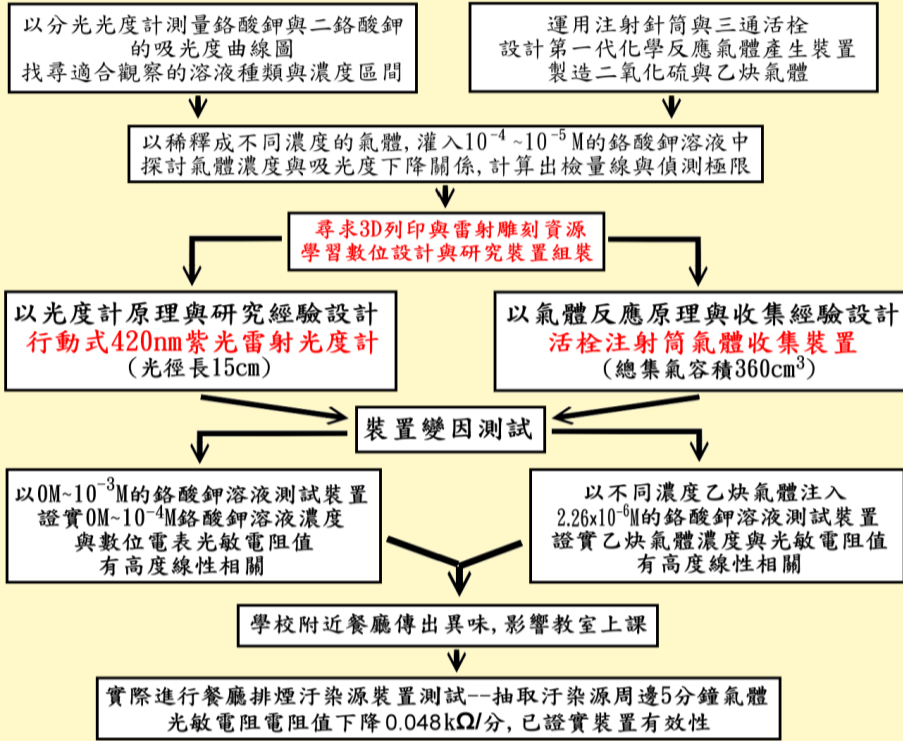 以分光光度計測量鉻酸鉀與二鉻酸鉀
的吸光度曲線圖
找尋適合觀察的溶液種類與濃度區間
運用注射針筒與三通活栓
設計第一代化學反應氣體產生裝置
製造二氧化硫與乙炔氣體
以稀釋成不同濃度的氣體,灌入10⁻⁴~10⁻⁵M的鉻酸鉀溶液中
探討氣體濃度與吸光度下降關係,計算出檢量線與偵測極限
尋求3D列印與雷射雕刻資源
學習數位設計與研究裝置組裝
以光度計原理與研究經驗設計
行動式420nm紫光雷射光度計
(光徑長15cm)
以氣體反應原理與收集經驗設計
活栓注射筒氣體收集裝置
(總集氣容積360cm³)
裝置變因測試
以0M~10⁻³M的鉻酸鉀溶液測試裝置
證實0M~10⁻⁴M鉻酸鉀溶液濃度
與數位電表光敏電阻值
有高度線性相關
以不同濃度乙炔氣體注入
2.26x10⁻⁶M的鉻酸鉀溶液測試裝置
證實乙炔氣體濃度與光敏電阻值
有高度線性相關
學校附近餐廳傳出異味,影響教室上課
實際進行餐廳排煙汙染源裝置測試--抽取汙染源周邊5分鐘氣體
光敏電阻電阻值下降0.048kΩ/分,已證實裝置有效性